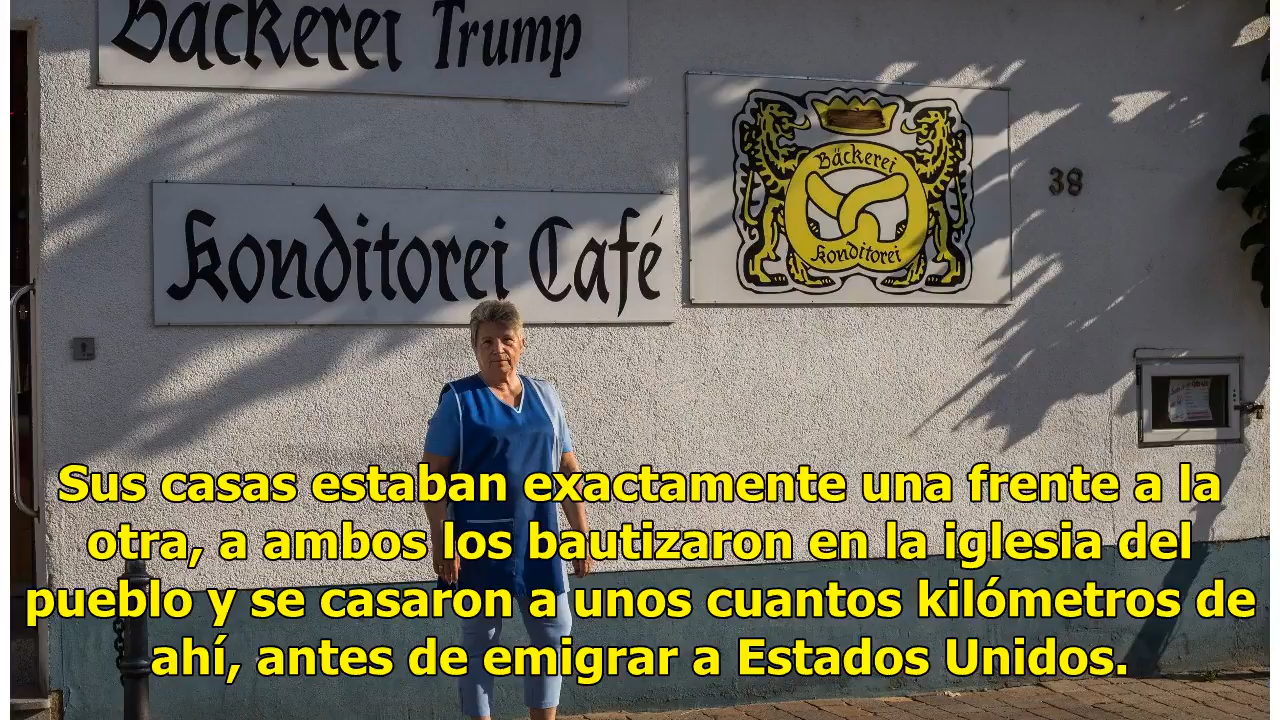 Bäckerei Trump
Konditorei Café
Bäckerei
Konditorei
38
Sus casas estaban exactamente una frente a la
otra, a ambos los bautizaron en la iglesia del
pueblo y se casaron a unos cuantos kilómetros de
ahí, antes de emigrar a Estados Unidos.